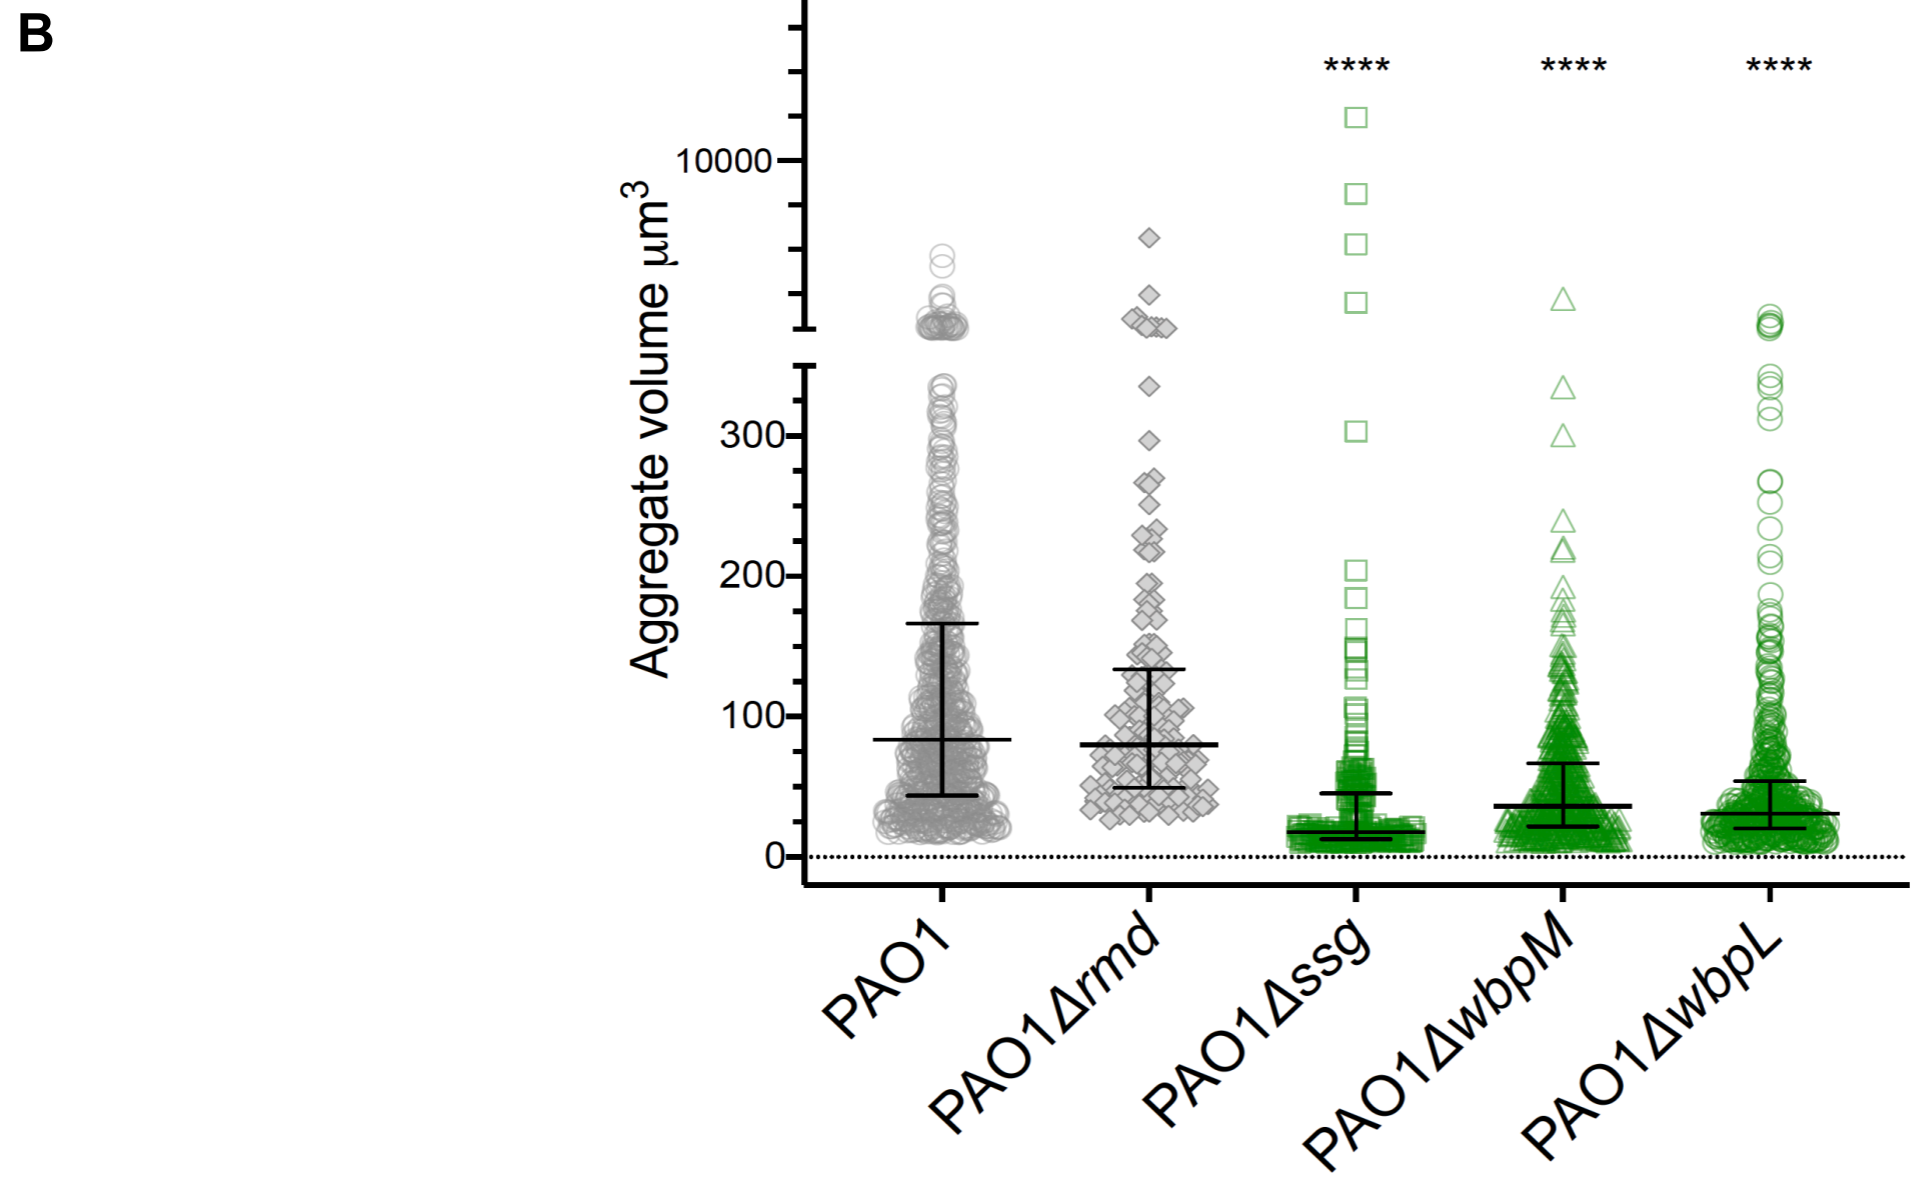 B
**** **** ****
10000
Aggregate volume μm³
300
200
100
0
PAO1
PAO1Δrmd
PAO1Δssg
PAO1ΔwbpM
PAO1ΔwbpL